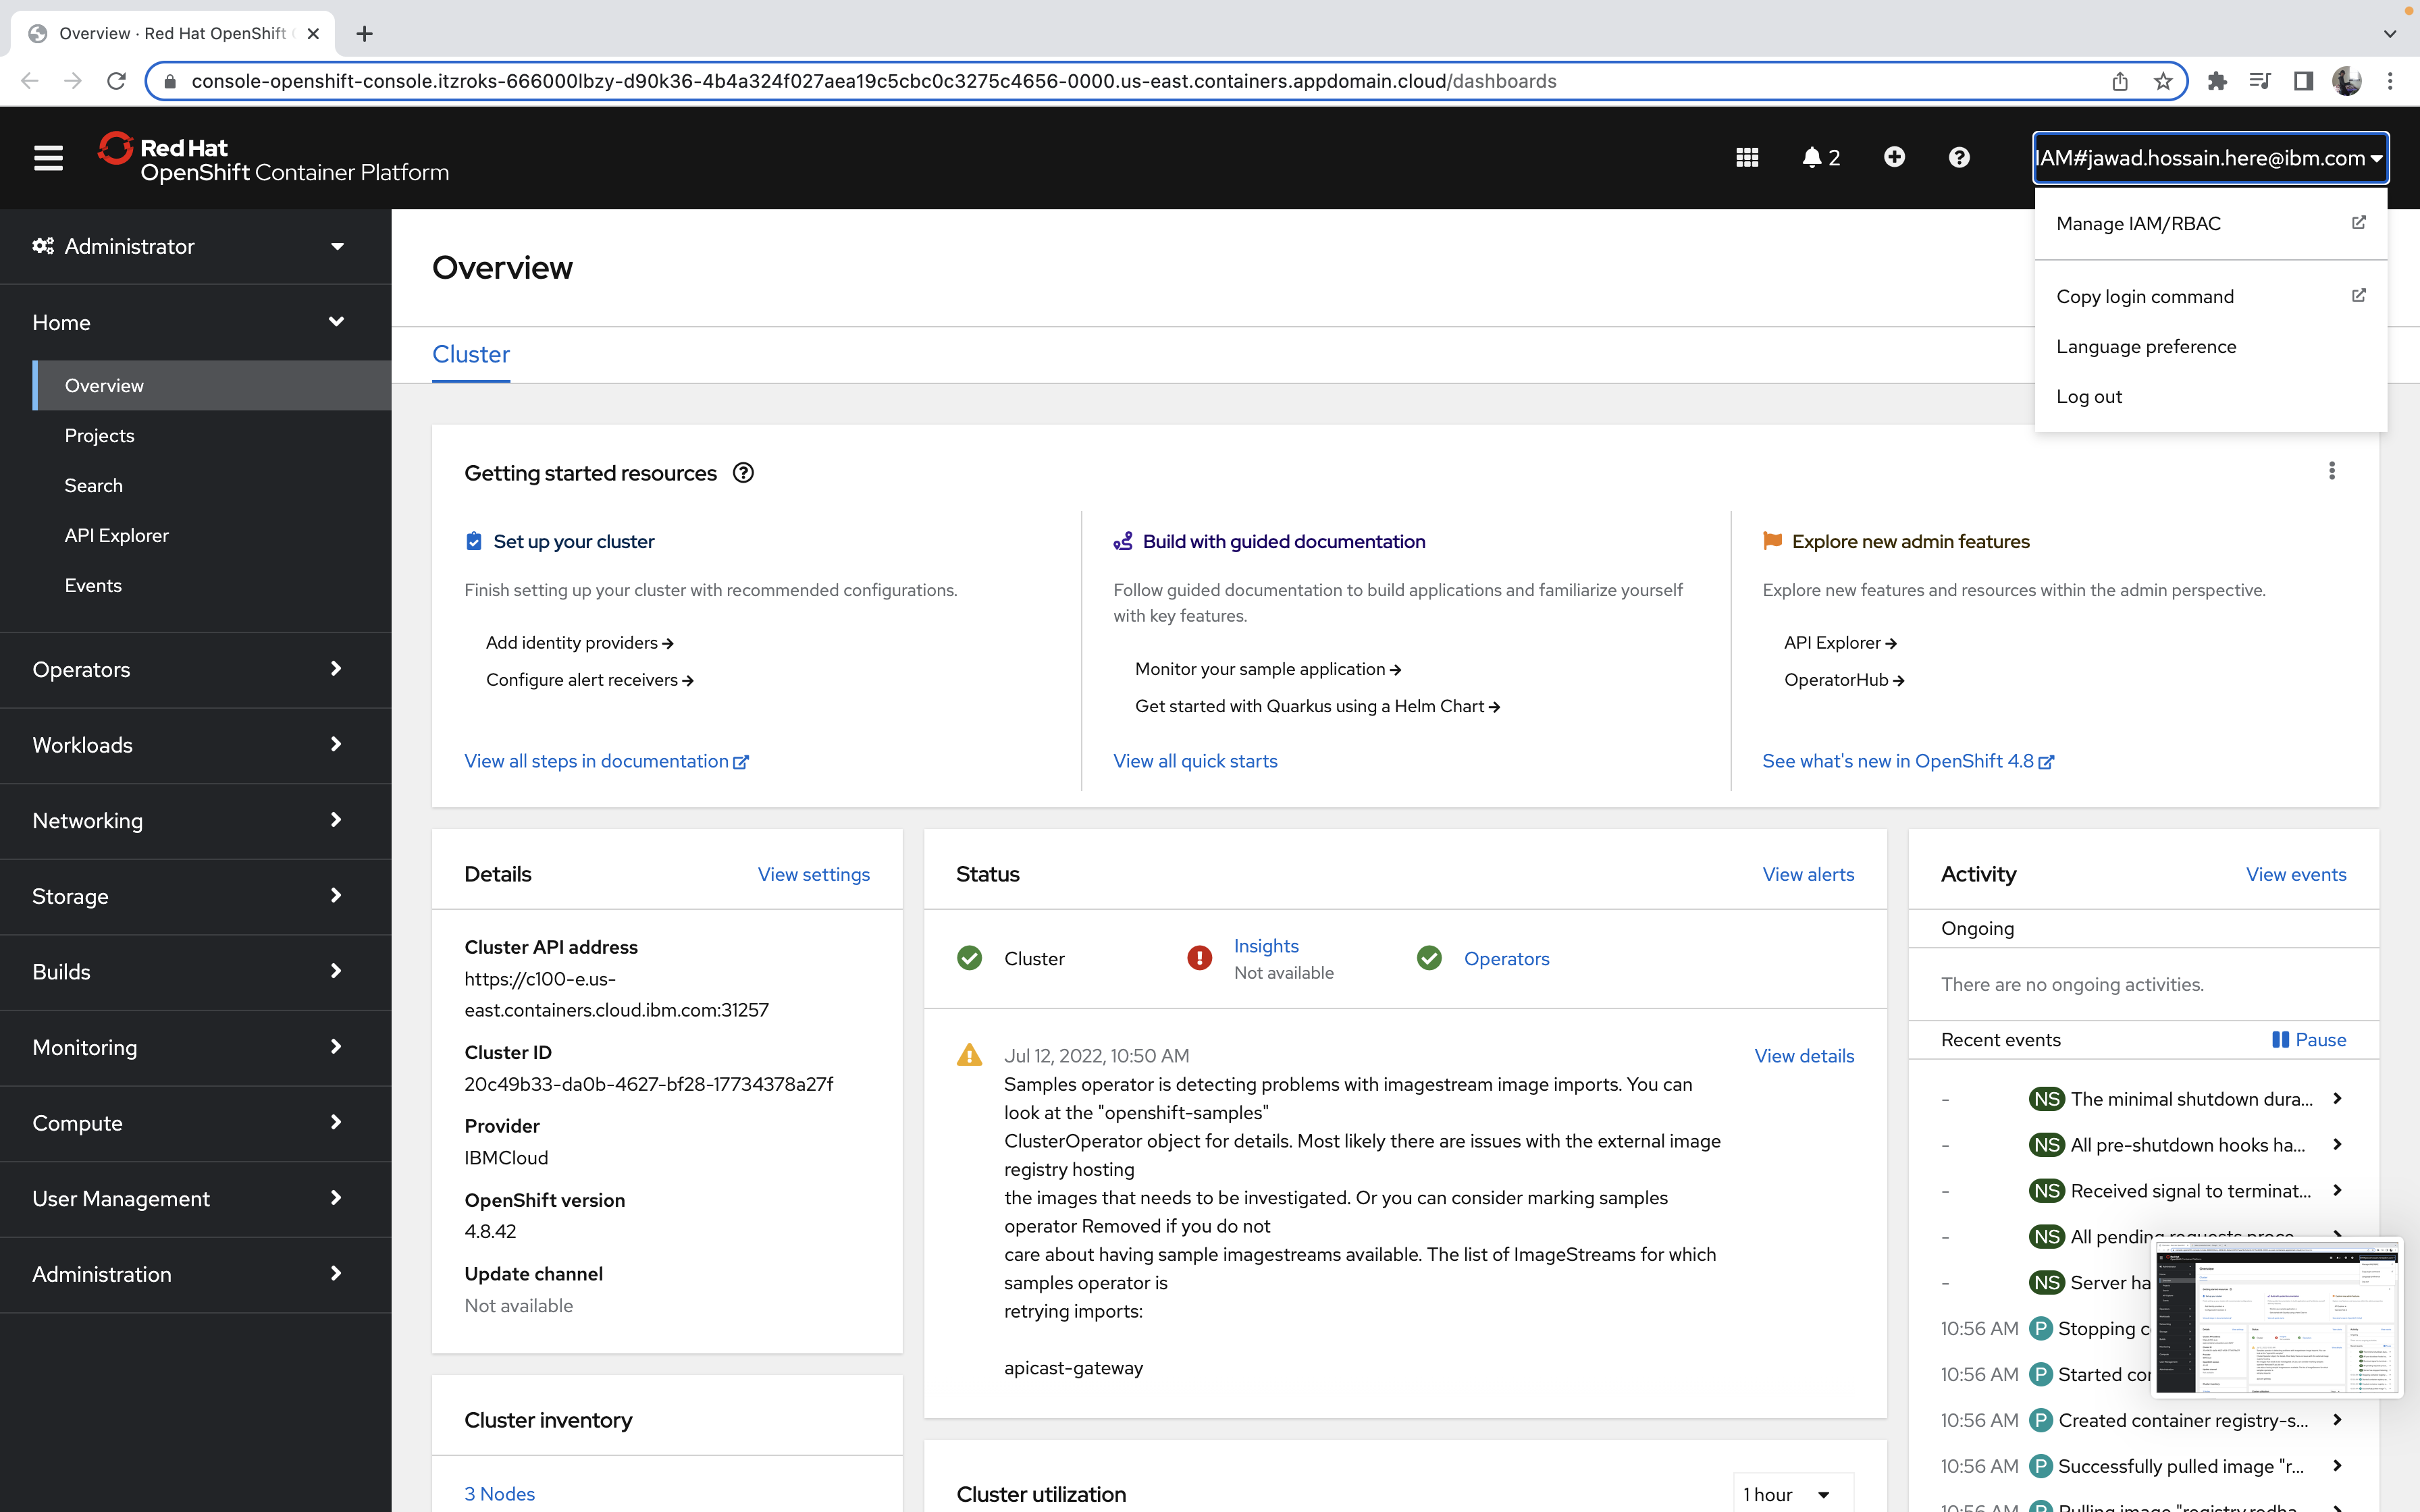 Overview · Red Hat OpenShift
console-openshift-console.itzroks-666000lbzy-d90k36-4b4a324f027aea19c5cbc0c3275c4656-0000.us-east.containers.appdomain.cloud/dashboards
Red Hat
OpenShift Container Platform
2
IAM#jawad.hossain.here@ibm.com
Manage IAM/RBAC
Copy login command
Language preference
Log out
Administrator
Home
Overview
Projects
Search
API Explorer
Events
Operators
Workloads
Networking
Storage
Builds
Monitoring
Compute
User Management
Administration
Overview
Cluster
Getting started resources
Set up your cluster
Finish setting up your cluster with recommended configurations.
Add identity providers
Configure alert receivers
View all steps in documentation
Build with guided documentation
Follow guided documentation to build applications and familiarize yourself
with key features.
Monitor your sample application
Get started with Quarkus using a Helm Chart
View all quick starts
Explore new admin features
Explore new features and resources within the admin perspective.
API Explorer
OperatorHub
See what's new in OpenShift 4.8
Details
View settings
Cluster API address
https://c100-e.us-
east.containers.cloud.ibm.com:31257
Cluster ID
20c49b33-da0b-4627-bf28-17734378a27f
Provider
IBMCloud
OpenShift version
4.8.42
Update channel
Not available
Cluster inventory
3 Nodes
Status
View alerts
Cluster
Insights
Not available
Operators
Jul 12, 2022, 10:50 AM
View details
Samples operator is detecting problems with imagestream image imports. You can
look at the "openshift-samples"
ClusterOperator object for details. Most likely there are issues with the external image
registry hosting
the images that needs to be investigated. Or you can consider marking samples
operator Removed if you do not
care about having sample imagestreams available. The list of ImageStreams for which
samples operator is
retrying imports:
apicast-gateway
Cluster utilization
1 hour
Activity
View events
Ongoing
There are no ongoing activities.
Recent events
Pause
- NS The minimal shutdown dura...
- NS All pre-shutdown hooks ha...
- NS Received signal to terminat...
- NS All pending requests proce...
- NS Server ha
10:56 AM P Stopping c
10:56 AM P Started co
10:56 AM P Created container registry-s...
10:56 AM P Successfully pulled image "r...
10:56 AM P Pulling image "registry.redha